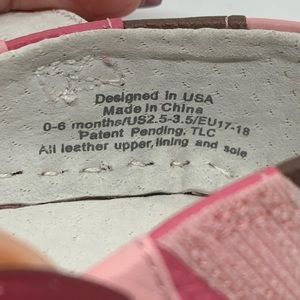 Designed in USA
Made in China
0-6 months/US2.5-3.5/EU17-18
Patent Pending, TLC
All leather upper, lining and sole